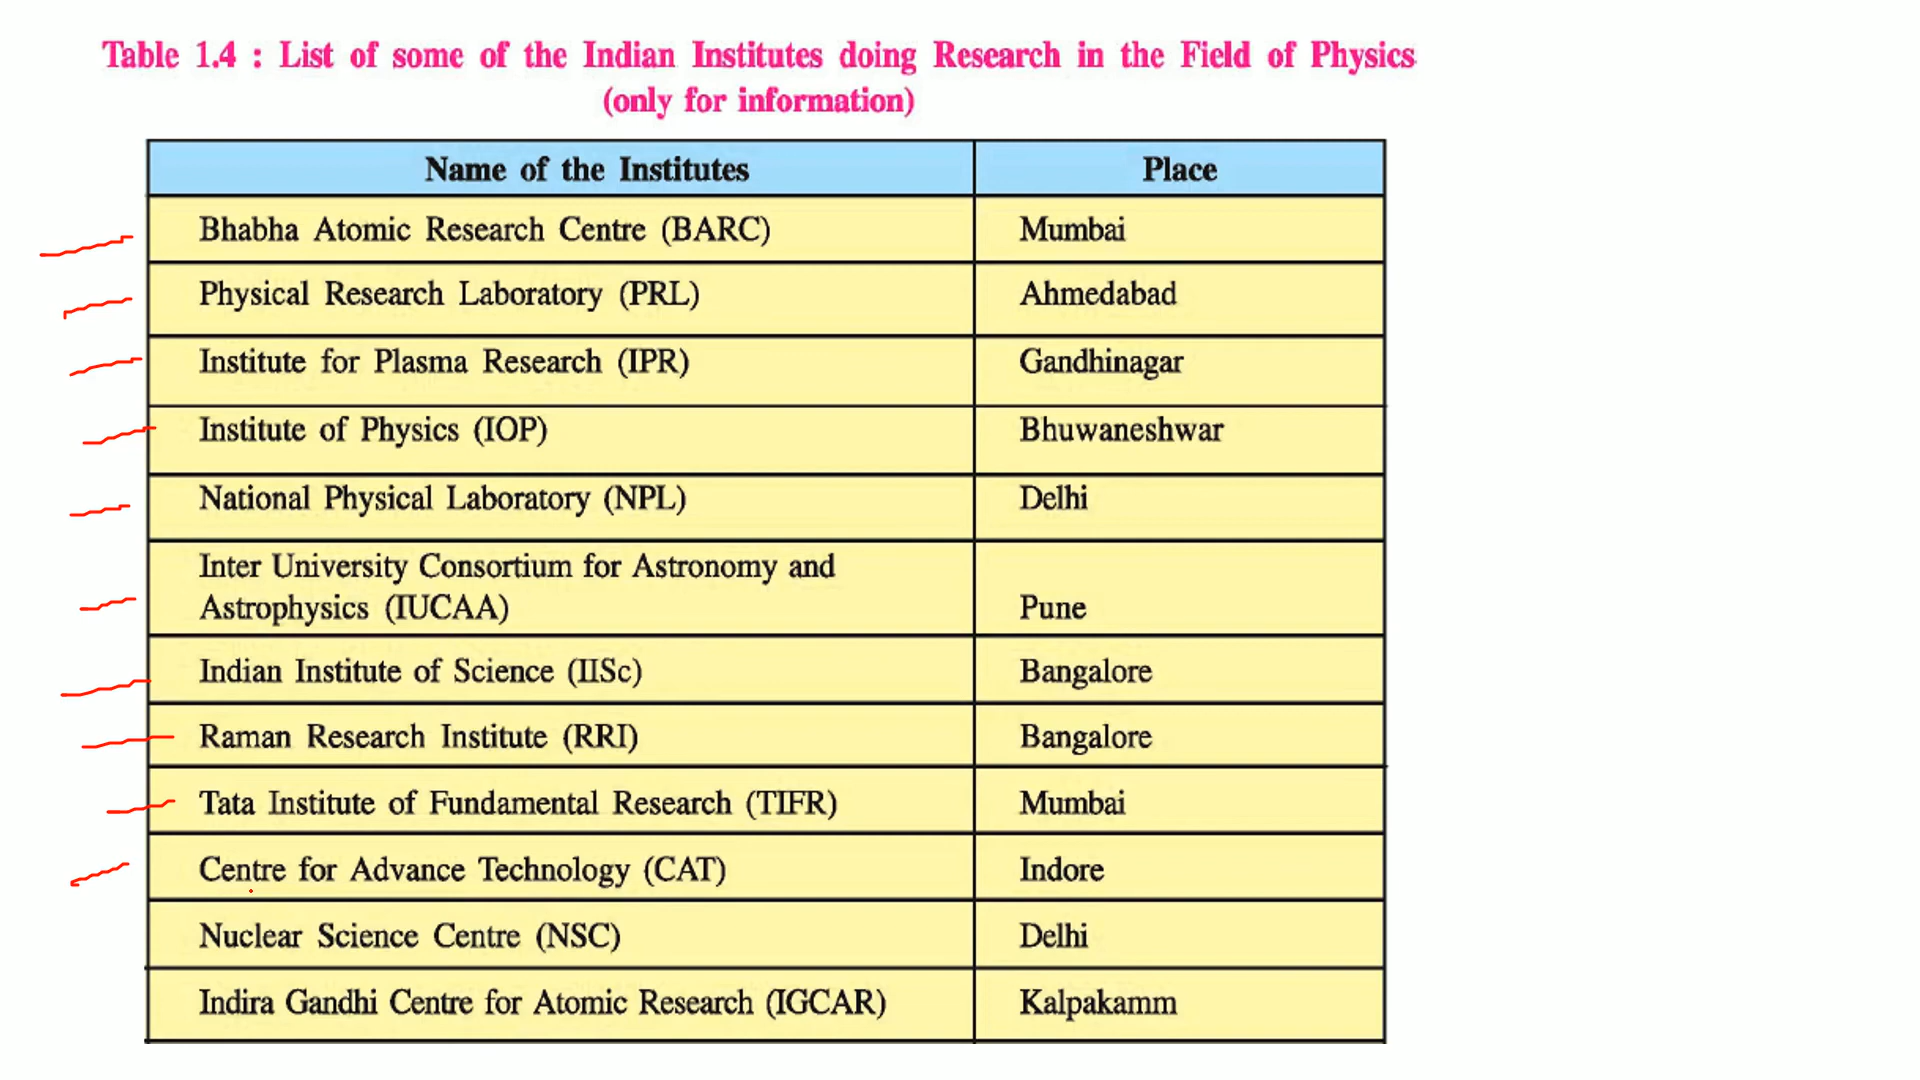 Table 1.4 : List of some of the Indian Institutes doing Research in the Field of Physics
(only for information)
Name of the Institutes Place
Bhabha Atomic Research Centre (BARC) Mumbai
Physical Research Laboratory (PRL) Ahmedabad
Institute for Plasma Research (IPR) Gandhinagar
Institute of Physics (IOP) Bhuwaneshwar
National Physical Laboratory (NPL) Delhi
Inter University Consortium for Astronomy and
Astrophysics (IUCAA) Pune
Indian Institute of Science (IISc) Bangalore
Raman Research Institute (RRI) Bangalore
Tata Institute of Fundamental Research (TIFR) Mumbai
Centre for Advance Technology (CAT) Indore
Nuclear Science Centre (NSC) Delhi
Indira Gandhi Centre for Atomic Research (IGCAR) Kalpakamm